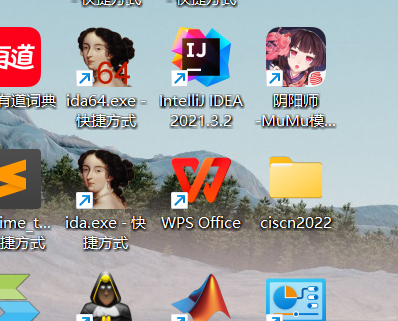 - 快捷方式
- 快捷方式
有道
64
IJ
有道词典
ida64.exe -
快捷方式
IntelliJ IDEA
2021.3.2
阴阳师
-MuMu模...
ime_t...
捷方式
ida.exe - 快
捷方式
WPS Office
ciscn2022